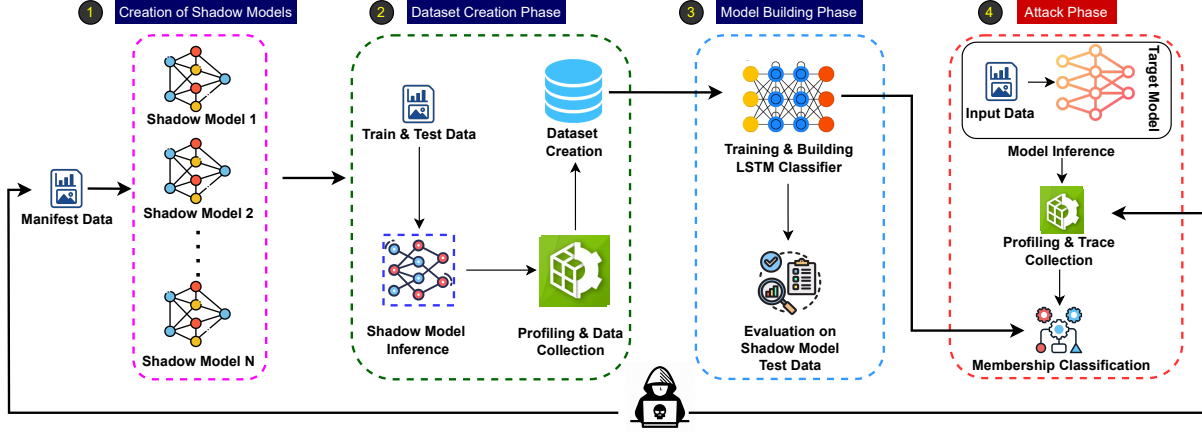 1 Creation of Shadow Models
Manifest Data
Shadow Model 1
Shadow Model 2
Shadow Model N
2 Dataset Creation Phase
Train & Test Data
Shadow Model
Inference
Profiling & Data
Collection
Dataset
Creation
3 Model Building Phase
Training & Building
LSTM Classifier
Evaluation on
Shadow Model
Test Data
4 Attack Phase
Input Data
Target Model
Model Inference
Profiling & Trace
Collection
Membership Classification